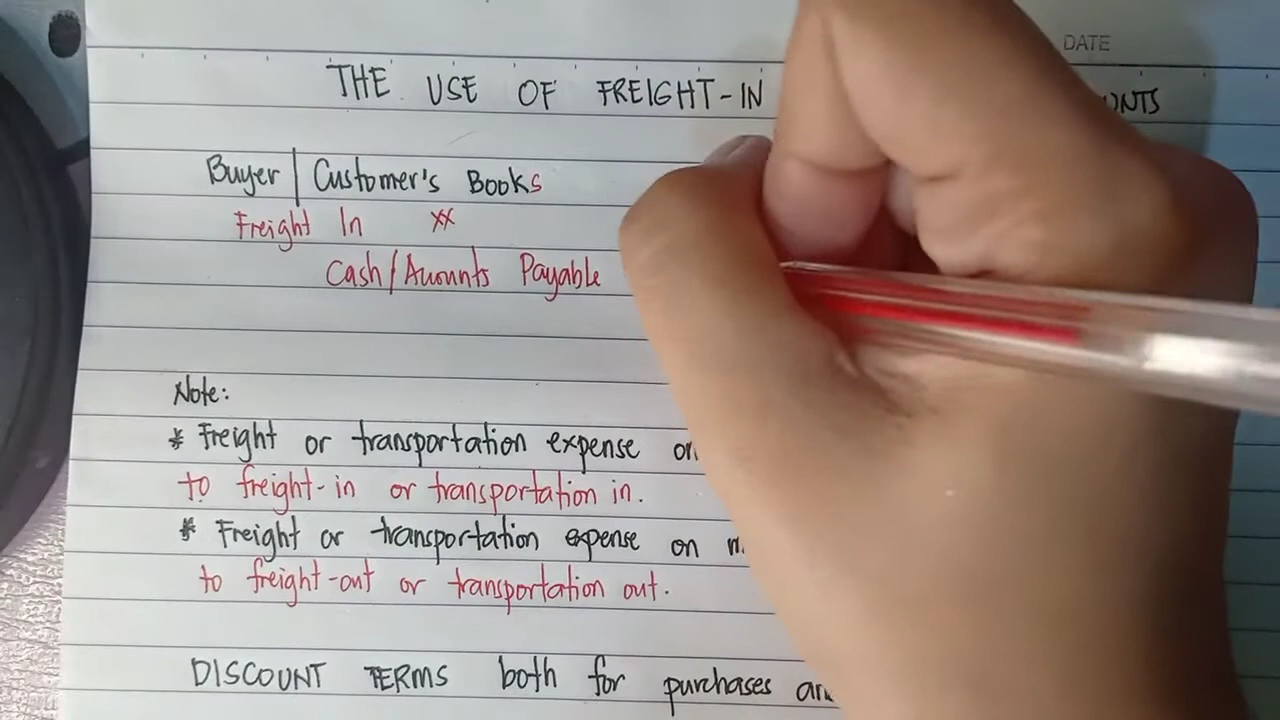 DATE
THE USE OF FREIGHT-IN
Buyer | Customer's Books
Freight In xx
Cash/Accounts Payable
Note:
* Freight or transportation expense on
to freight-in or transportation in.
* Freight or transportation expense on
to freight-out or transportation out.
DISCOUNT TERMS both for purchases